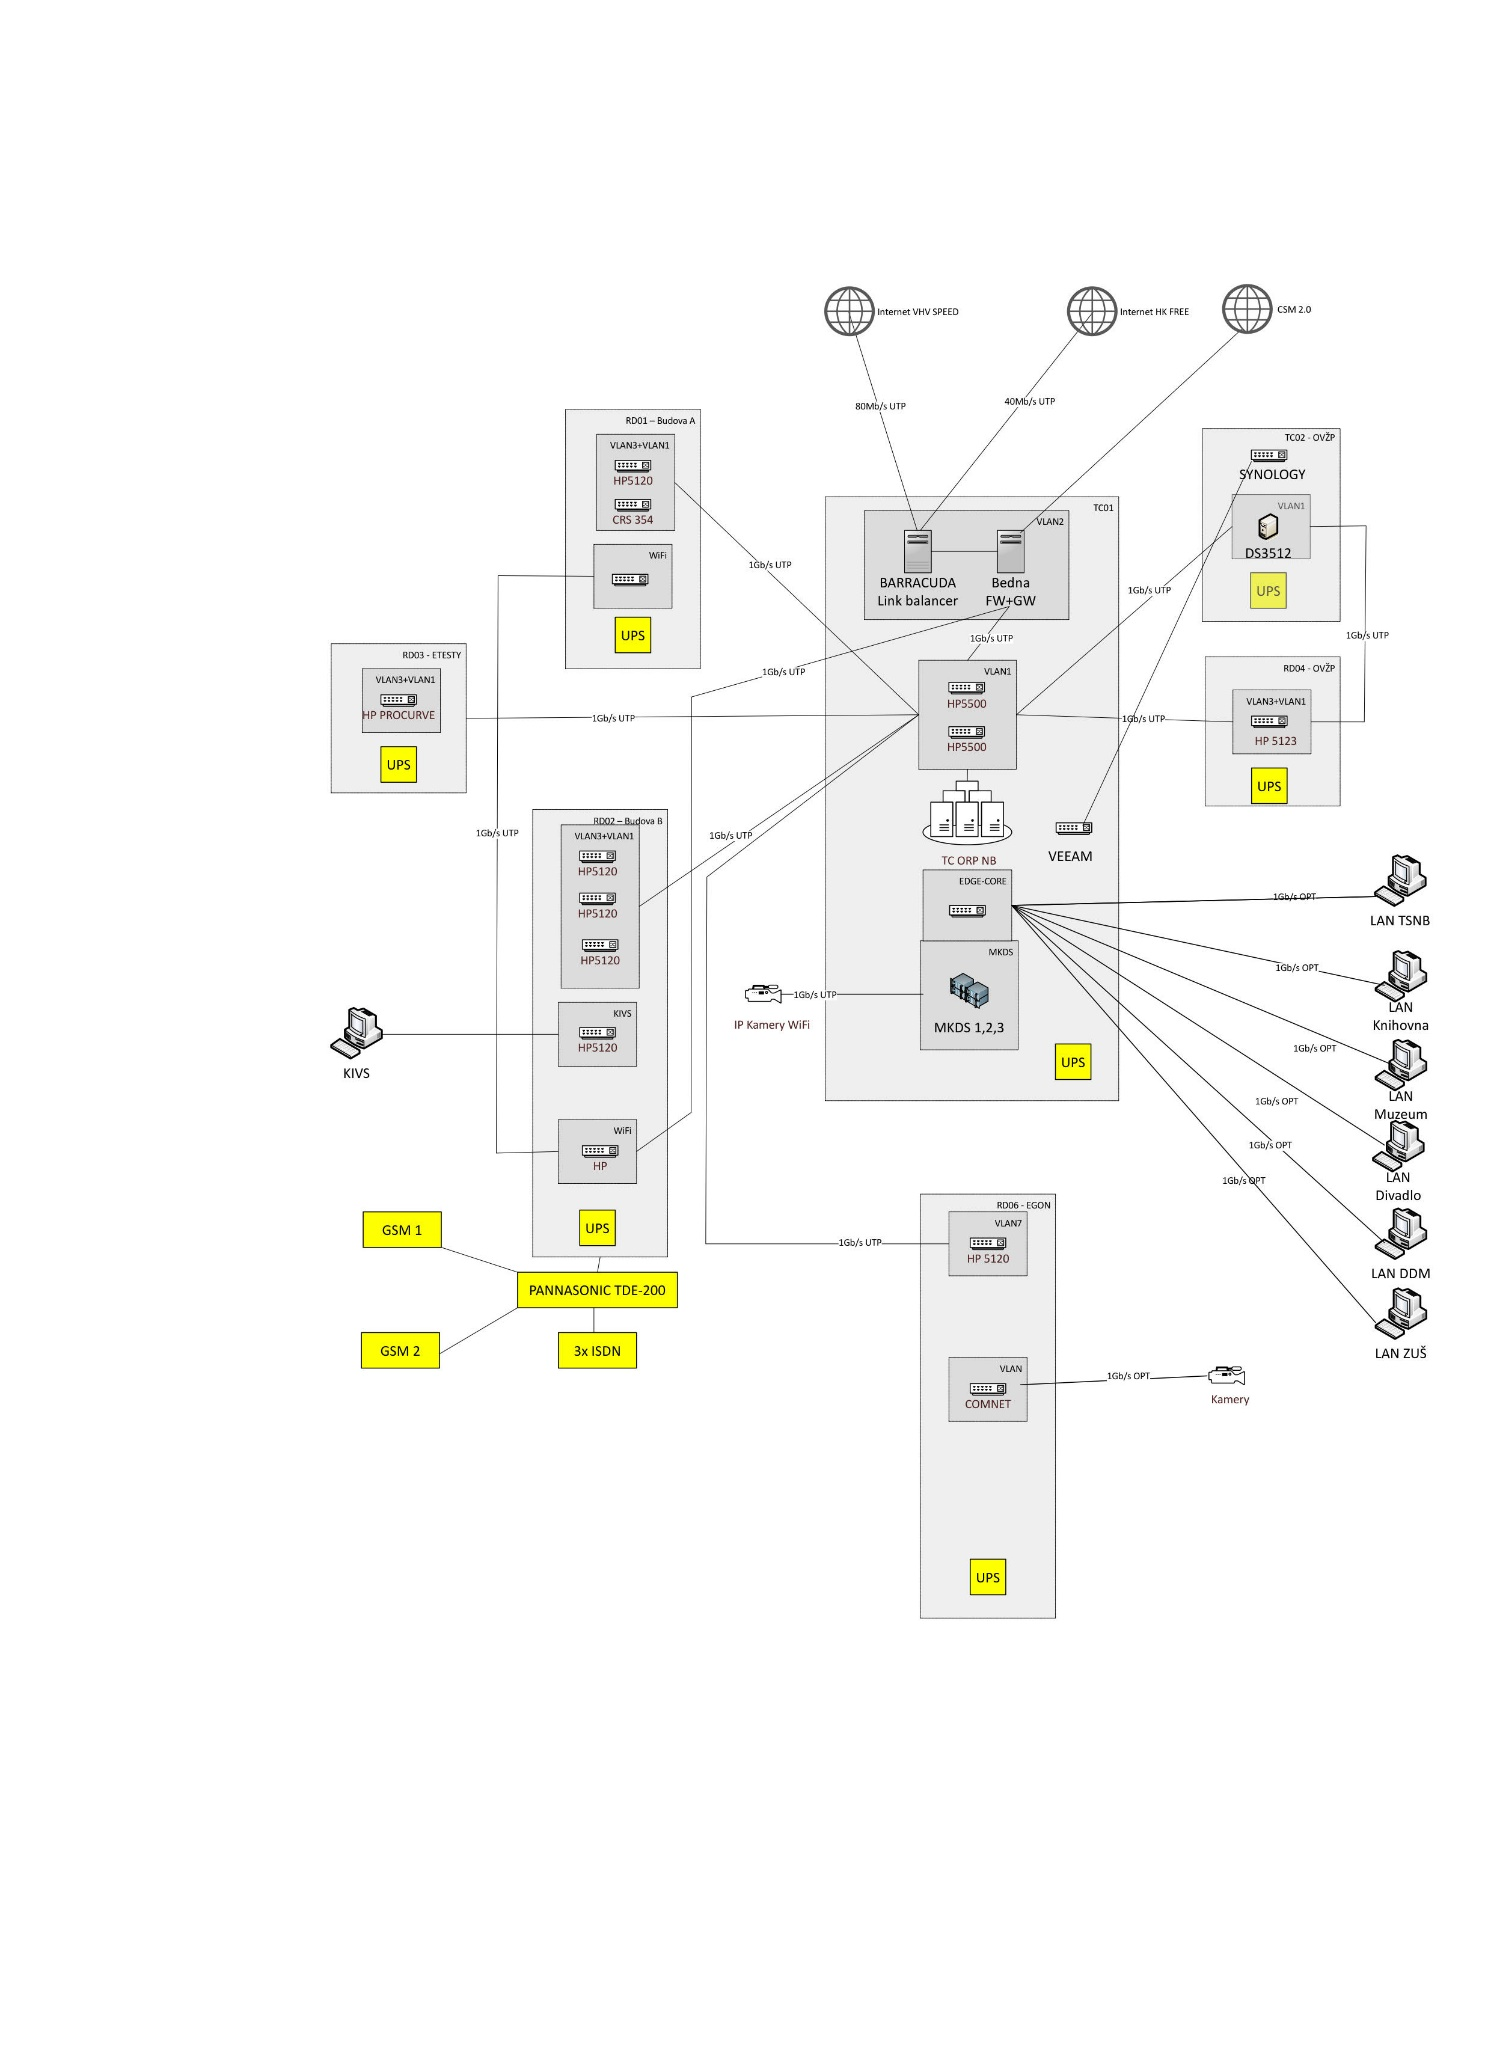 Internet VHV SPEED
Internet HK FREE
CSM 2.0
80Mb/s UTP
40Mb/s UTP
RD01 – Budova A
VLAN3+VLAN1
HP5120
CRS 354
WiFi
UPS
1Gb/s UTP
TC01
VLAN2
BARRACUDA
Link balancer
Bedna
FW+GW
1Gb/s UTP
1Gb/s UTP
TC02 - OVŽP
SYNOLOGY
VLAN1
DS3512
UPS
1Gb/s UTP
1Gb/s UTP
RD03 - ETESTY
VLAN3+VLAN1
HP PROCURVE
UPS
1Gb/s UTP
VLAN1
HP5500
HP5500
1Gb/s UTP
RD04 - OVŽP
VLAN3+VLAN1
HP 5123
UPS
1Gb/s UTP
RD02 – Budova B
VLAN3+VLAN1
HP5120
HP5120
HP5120
1Gb/s UTP
TC ORP NB
VEEAM
EDGE-CORE
MKDS
MKDS 1,2,3
UPS
1Gb/s UTP
IP Kamery WiFi
KIVS
KIVS
HP5120
WiFi
HP
UPS
1Gb/s OPT
LAN TSNB
1Gb/s OPT
LAN
Knihovna
1Gb/s OPT
LAN
Muzeum
1Gb/s OPT
LAN
Divadlo
1Gb/s OPT
LAN DDM
1Gb/s OPT
LAN ZUŠ
GSM 1
PANNASONIC TDE-200
GSM 2
3x ISDN
RD06 - EGON
VLAN7
HP 5120
1Gb/s UTP
VLAN
COMNET
1Gb/s OPT
Kamery
UPS